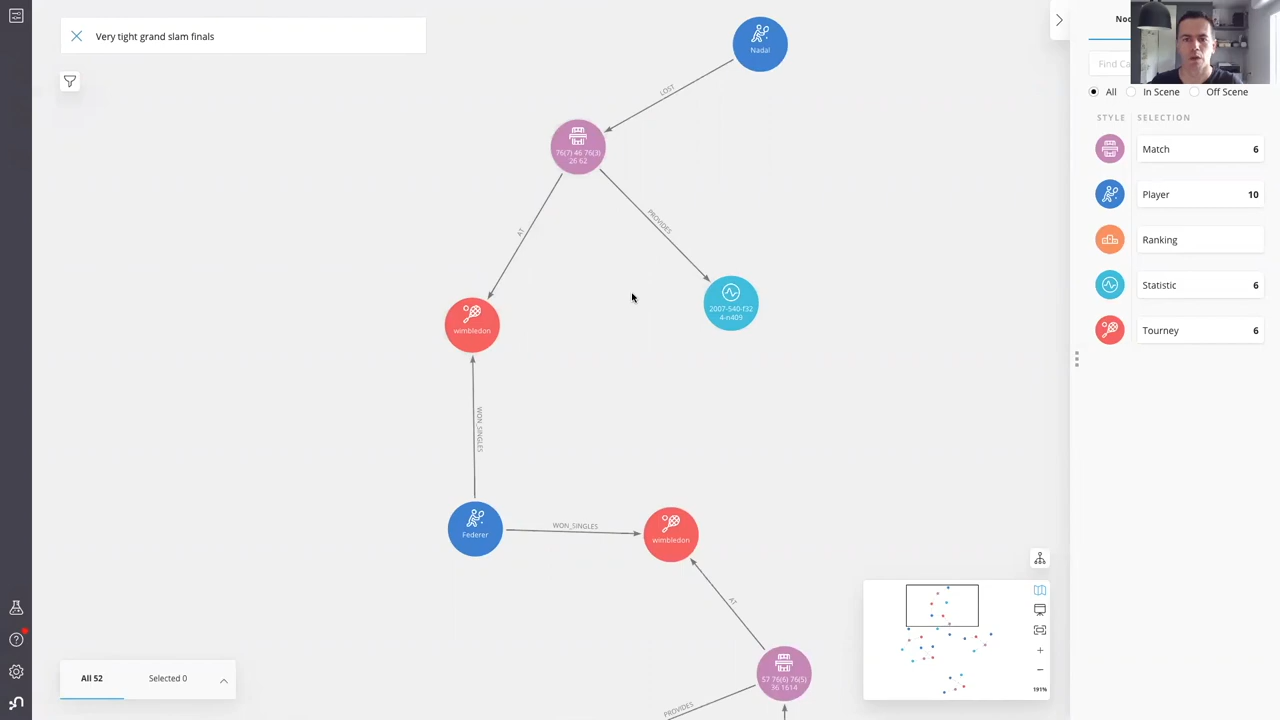 Very tight grand slam finals
Nadal
LOST
76(7) 46 76(3)
26 62
AT
PROVIDES
wimbledon
2007-540-f32
4-n409
WON_SINGLES
Federer
WON_SINGLES
wimbledon
AT
57 76(6) 76(5)
36 1614
PROVIDES
All 52
Selected 0
191%
All
In Scene
Off Scene
STYLE
SELECTION
Match 6
Player 10
Ranking
Statistic 6
Tourney 6